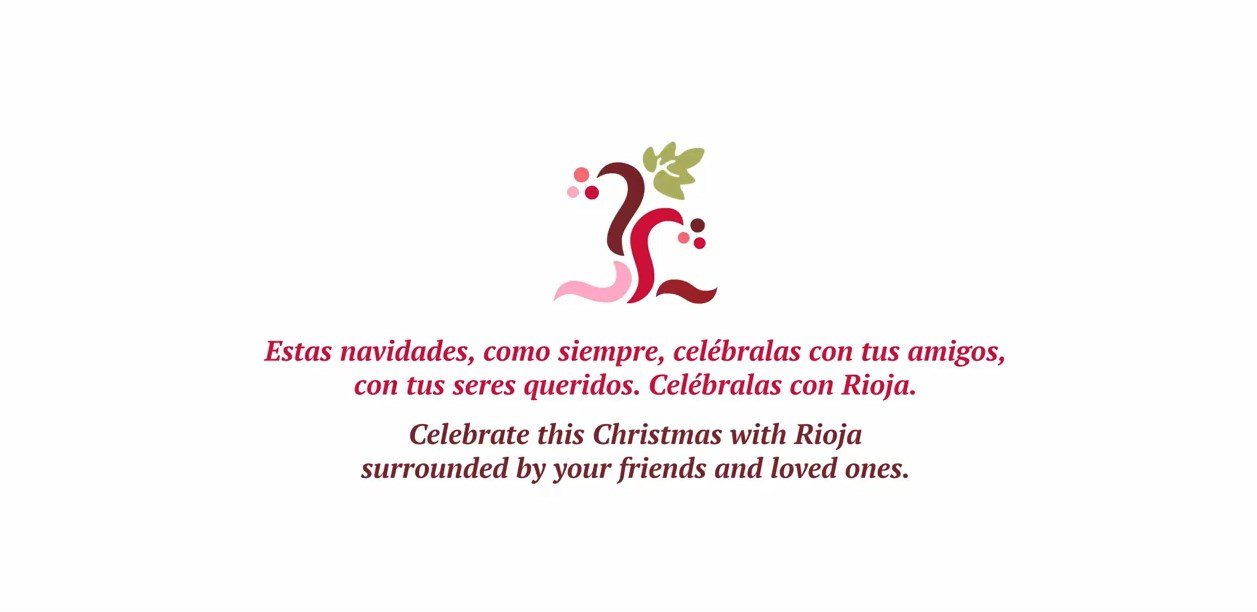 Estas navidades, como siempre, celébralas con tus amigos,
con tus seres queridos. Celébralas con Rioja.
Celebrate this Christmas with Rioja
surrounded by your friends and loved ones.